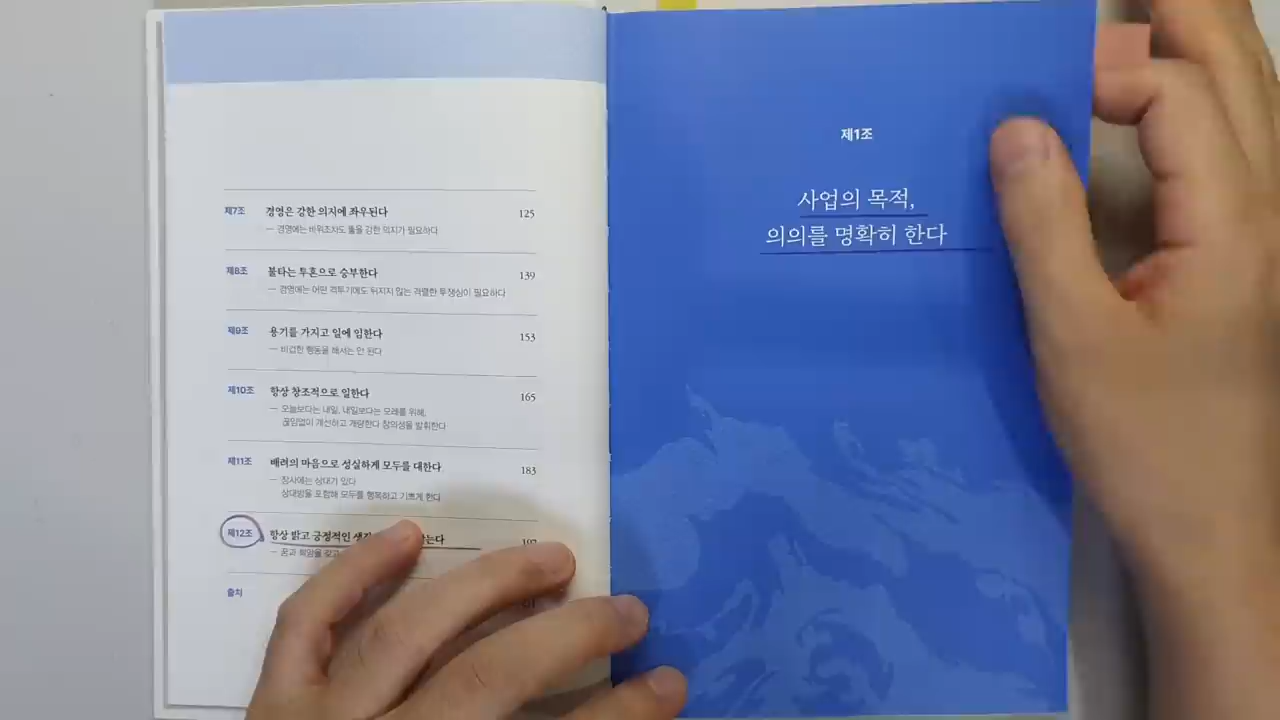 제7조 경영은 강한 의지에 좌우된다 125
— 경영에는 바위조차도 뚫을 강한 의지가 필요하다
제8조 불타는 투혼으로 승부한다 139
— 경영에는 어떤 격투기에도 뒤지지 않는 격렬한 투쟁심이 필요하다
제9조 용기를 가지고 일에 임한다 153
— 비겁한 행동을 해서는 안 된다
제10조 항상 창조적으로 일한다 165
— 오늘보다는 내일, 내일보다는 모레를 위해,
끊임없이 개선하고 개량한다 창의성을 발휘한다
제11조 배려의 마음으로 성실하게 모두를 대한다 183
— 장사에는 상대가 있다
상대방을 포함해 모두를 행복하고 기쁘게 한다
제12조 항상 밝고 긍정적인
— 꿈과 희망을 갖고
출처
제1조
사업의 목적,
의의를 명확히 한다